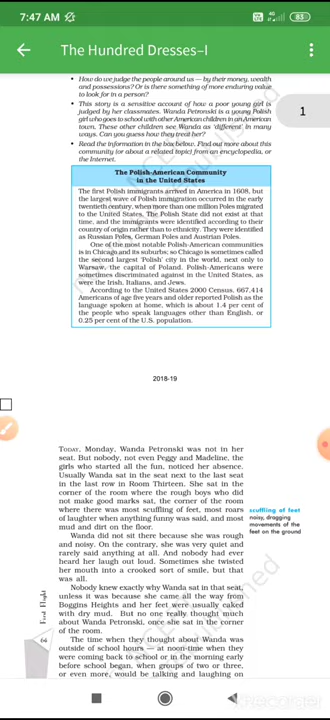 7:47 AM
83
The Hundred Dresses–I
1
• How do we judge the people around us — by their money, wealth
and possessions? Or is there something of more enduring value
to look for in a person?
• This story is a sensitive account of how a poor young girl is
judged by her classmates. Wanda Petronski is a young Polish
girl who goes to school with other American children in an American
town. These other children see Wanda as 'different' in many
ways. Can you guess how they treat her?
• Read the information in the box below. Find out more about this
community (or about a related topic) from an encyclopedia, or
the Internet.
The Polish-American Community
in the United States
The first Polish immigrants arrived in America in 1608, but
the largest wave of Polish immigration occurred in the early
twentieth century, when more than one million Poles migrated
to the United States. The Polish State did not exist at that
time, and the immigrants were identified according to their
country of origin rather than to ethnicity. They were identified
as Russian Poles, German Poles and Austrian Poles.
One of the most notable Polish-American communities
is in Chicago and its suburbs; so Chicago is sometimes called
the second largest 'Polish' city in the world, next only to
Warsaw, the capital of Poland. Polish-Americans were
sometimes discriminated against in the United States, as
were the Irish, Italians, and Jews.
According to the United States 2000 Census, 667,414
Americans of age five years and older reported Polish as the
language spoken at home, which is about 1.4 per cent of
the people who speak languages other than English, or
0.25 per cent of the U.S. population.
2018-19
TODAY, Monday, Wanda Petronski was not in her
seat. But nobody, not even Peggy and Madeline, the
girls who started all the fun, noticed her absence.
Usually Wanda sat in the seat next to the last seat
in the last row in Room Thirteen. She sat in the
corner of the room where the rough boys who did
not make good marks sat, the corner of the room
where there was most scuffling of feet, most roars
of laughter when anything funny was said, and most
mud and dirt on the floor.
scuffling of feet
noisy, dragging
movements of the
feet on the ground
Wanda did not sit there because she was rough
and noisy. On the contrary, she was very quiet and
rarely said anything at all. And nobody had ever
heard her laugh out loud. Sometimes she twisted
her mouth into a crooked sort of smile, but that
was all.
Nobody knew exactly why Wanda sat in that seat,
unless it was because she came all the way from
Boggins Heights and her feet were usually caked
with dry mud. But no one really thought much
about Wanda Petronski, once she sat in the corner
of the room.
The time when they thought about Wanda was
outside of school hours — at noon-time when they
were coming back to school or in the morning early
before school began, when groups of two or three,
or even more, would be talking and laughing on
First Flight
64